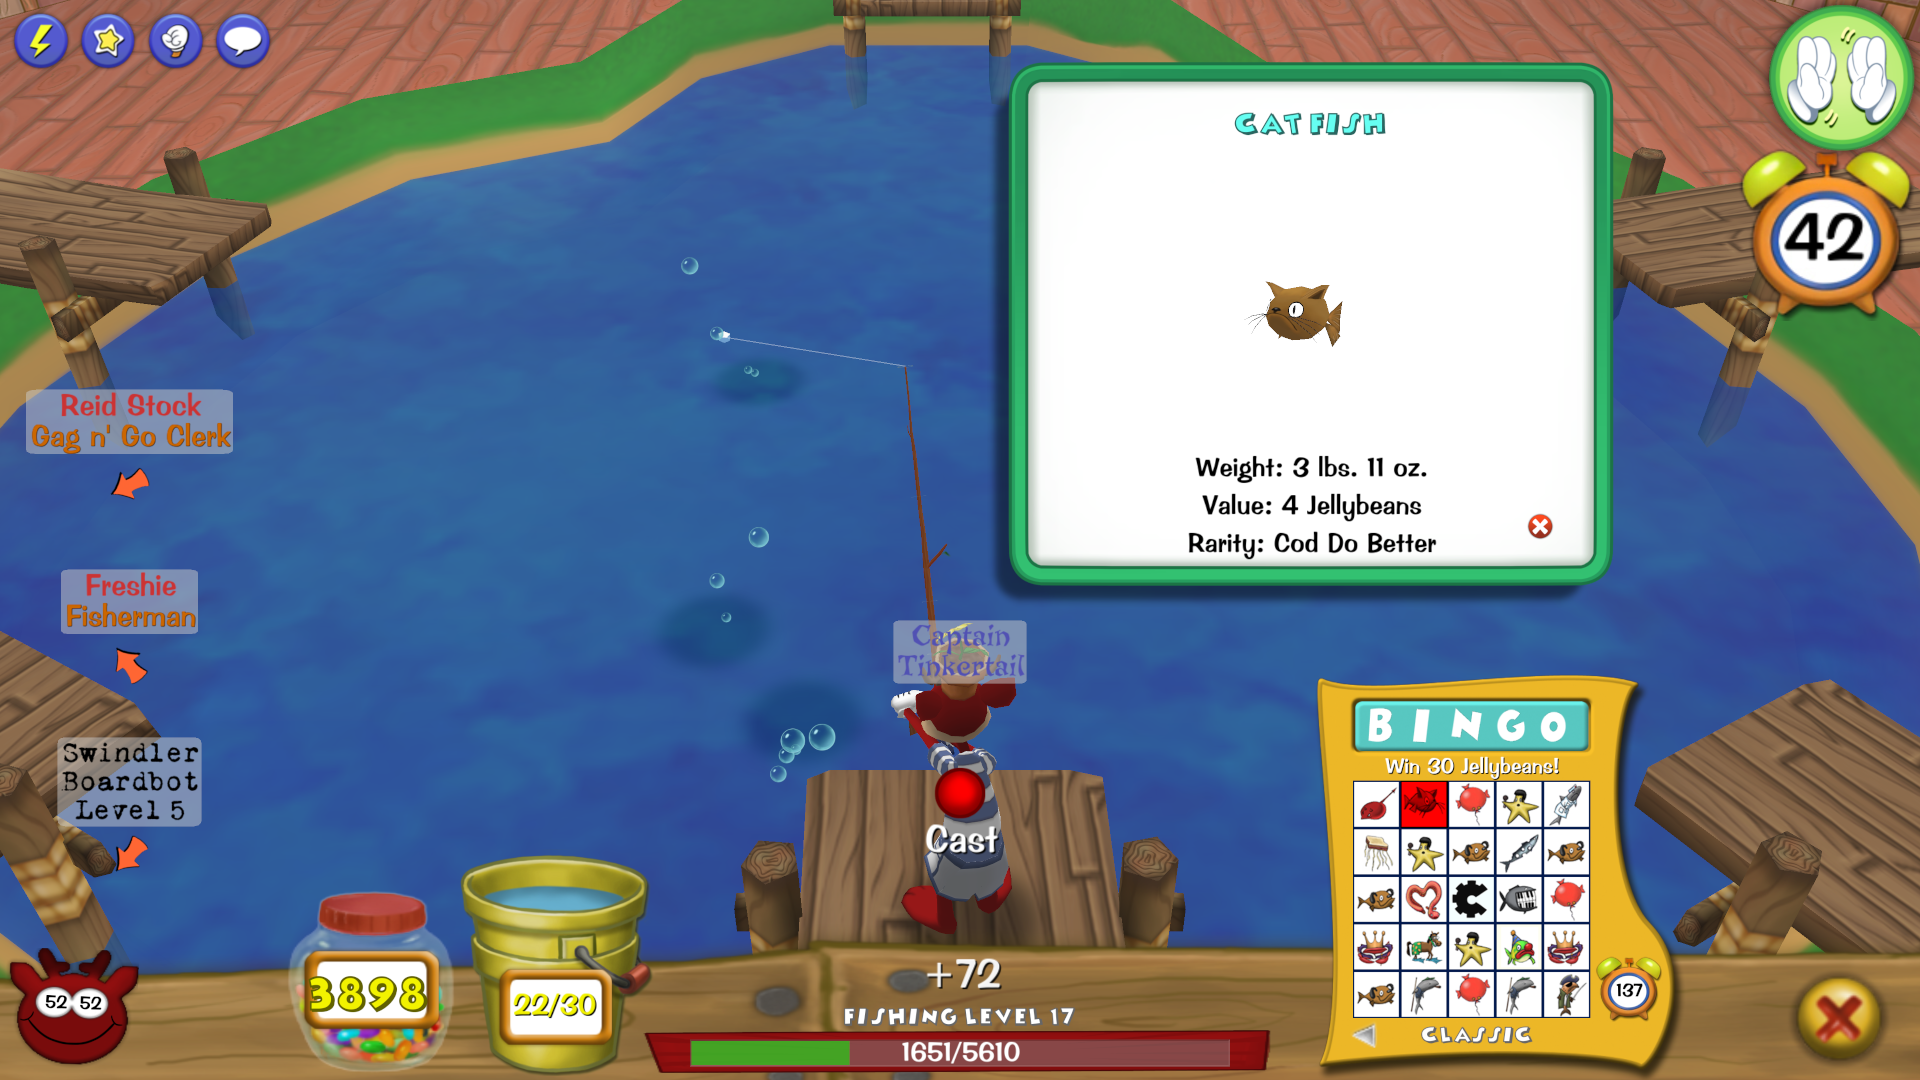 CAT FISH
Weight: 3 lbs. 11 oz.
Value: 4 Jellybeans
Rarity: Cod Do Better
42
Reid Stock
Gag n' Go Clerk
Freshie
Fisherman
Swindler
Boardbot
Level 5
Captain
Tinkertail
Cast
BINGO
Win 30 Jellybeans!
137
CLASSIC
52 52
3898
22/30
+72
FISHING LEVEL 17
1651/5610